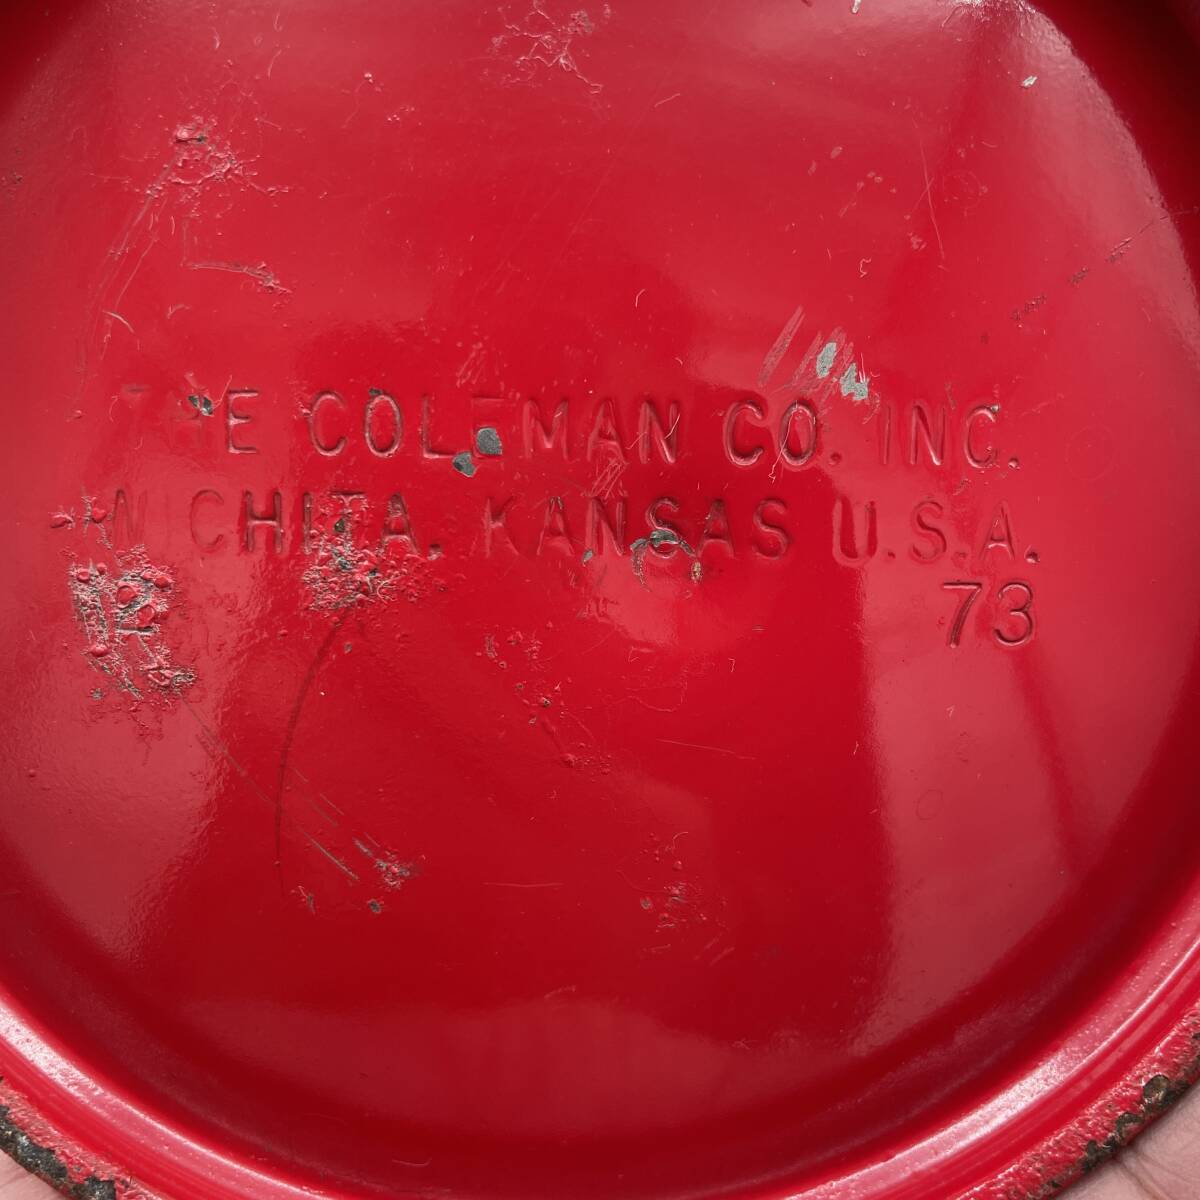 THE COLEMAN CO. INC.
WICHITA, KANSAS U.S.A.
73